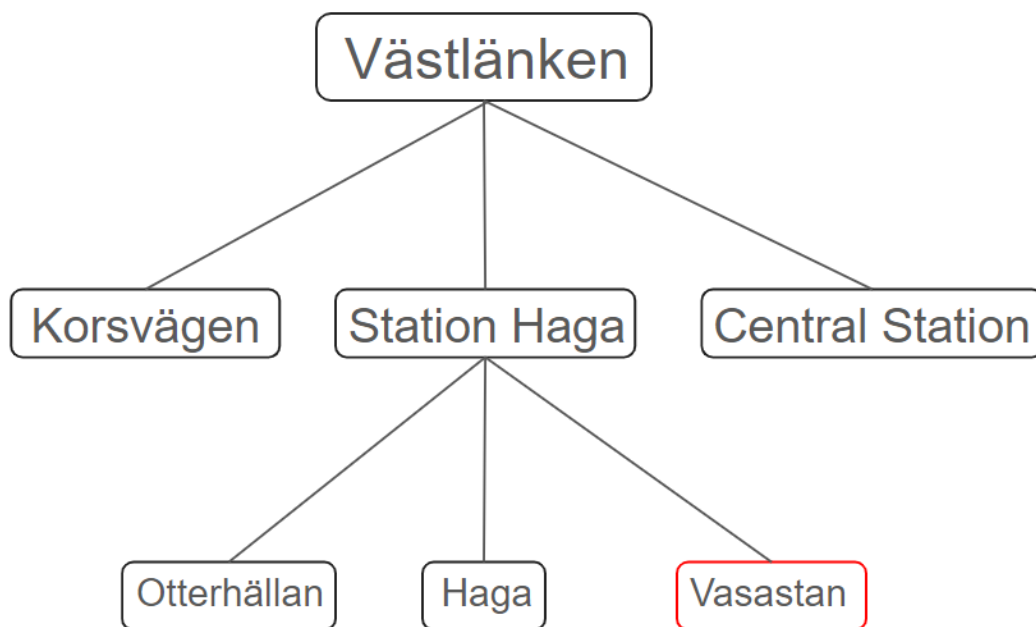 Västlänken
Korsvägen
Station Haga
Central Station
Otterhällan
Haga
Vasastan